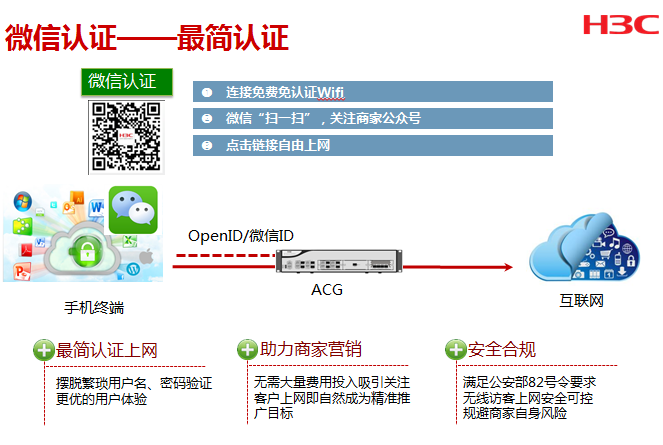 微信认证——最简认证
H3C
微信认证
H3C
❶ 连接免费免认证Wifi
❷ 微信“扫一扫”，关注商家公众号
❸ 点击链接自由上网
OpenID/微信ID
ACG
手机终端
互联网
最简认证上网
摆脱繁琐用户名、密码验证
更优的用户体验
助力商家营销
无需大量费用投入吸引关注
客户上网即自然成为精准推
广目标
安全合规
满足公安部82号令要求
无线访客上网安全可控
规避商家自身风险